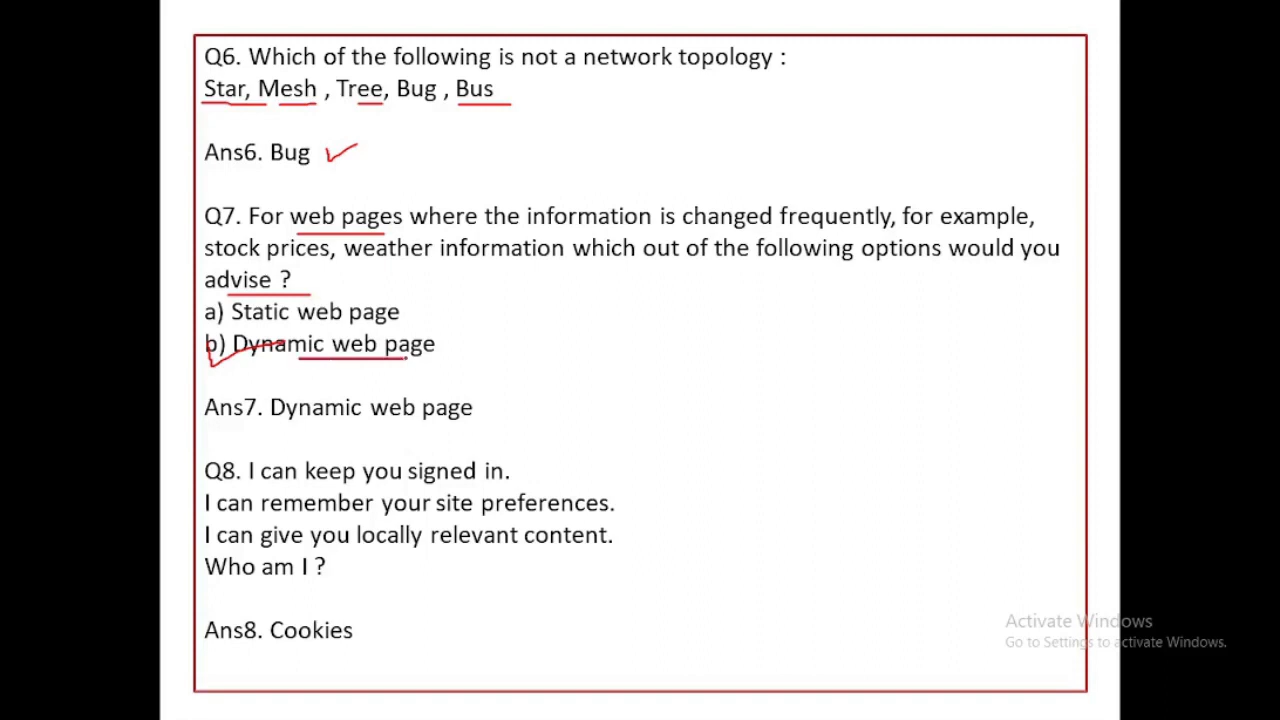 Q6. Which of the following is not a network topology :
Star, Mesh , Tree, Bug , Bus
Ans6. Bug
Q7. For web pages where the information is changed frequently, for example,
stock prices, weather information which out of the following options would you
advise ?
a) Static web page
b) Dynamic web page
Ans7. Dynamic web page
Q8. I can keep you signed in.
I can remember your site preferences.
I can give you locally relevant content.
Who am I ?
Ans8. Cookies
Activate Windows
Go to Settings to activate Windows.